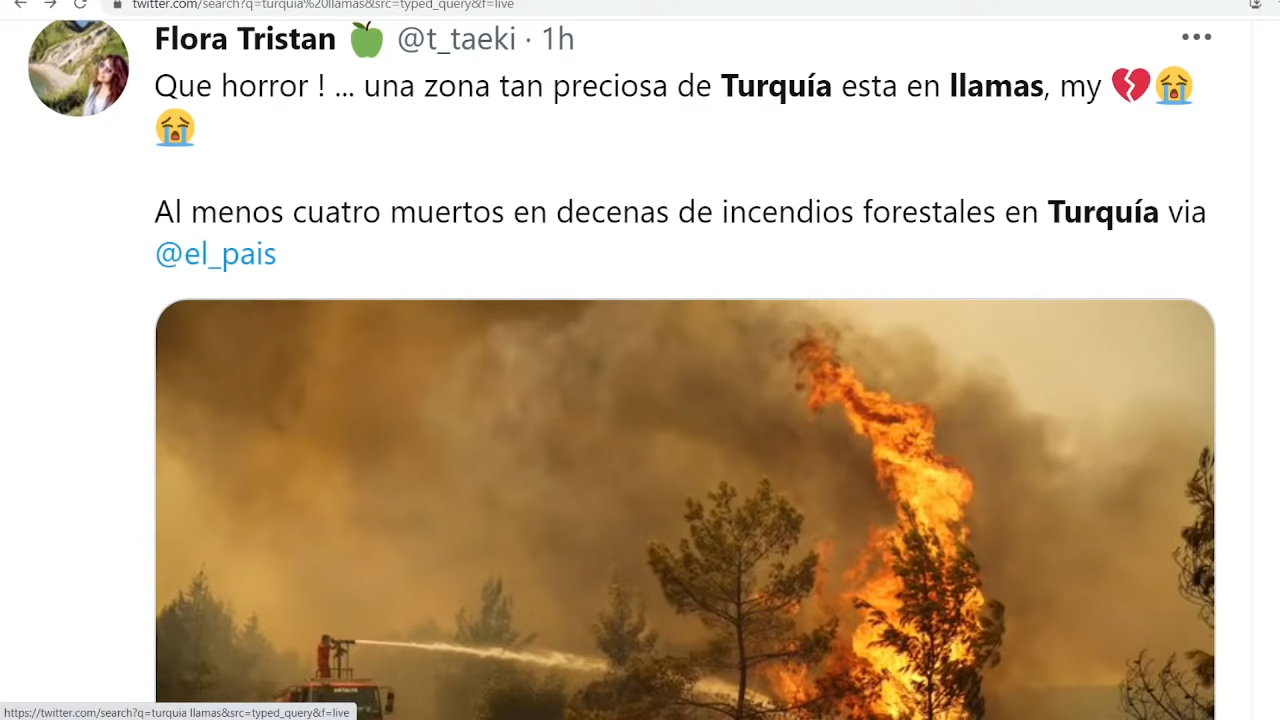 twitter.com/search?q=turquia%20llamas&src=typed_query&f=live
Flora Tristan 🍏 @t_taeki · 1h
Que horror ! ... una zona tan preciosa de Turquía esta en llamas, my 💔😭
😭
Al menos cuatro muertos en decenas de incendios forestales en Turquía via
@el_pais
https://twitter.com/search?q=turquia llamas&src=typed_query&f=live